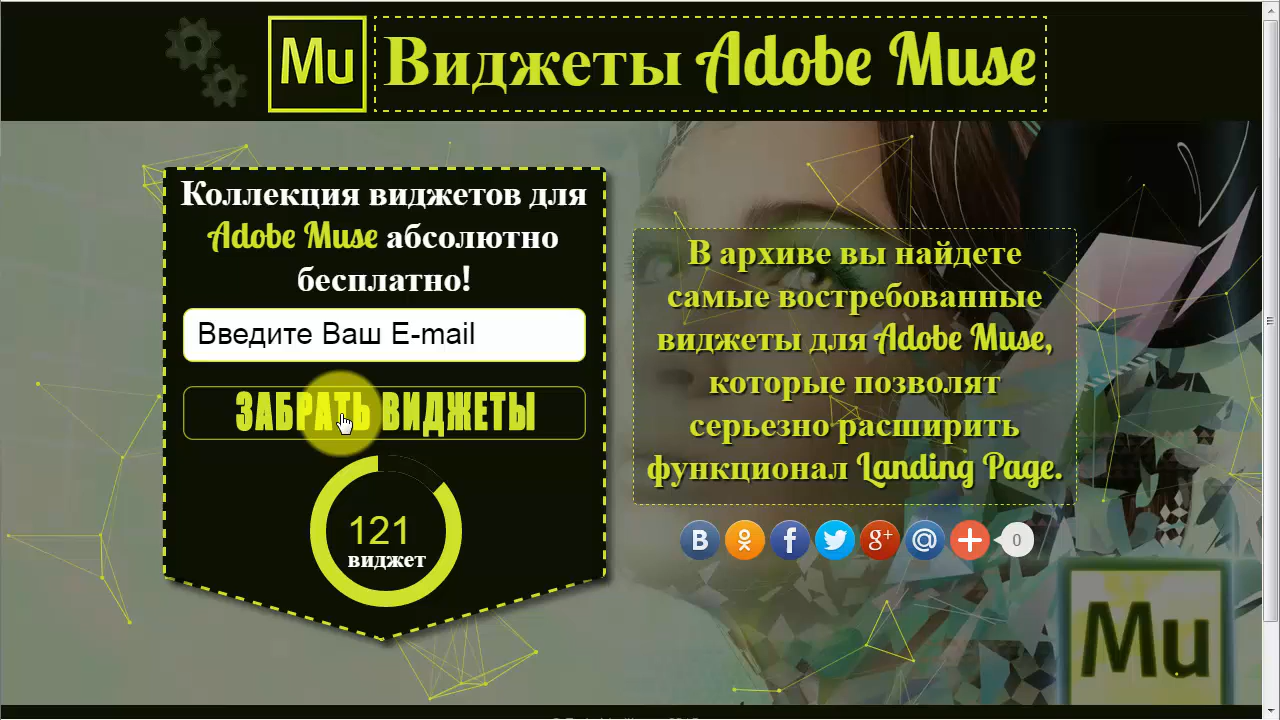 Mu
Виджеты Adobe Muse
Коллекция виджетов для
Adobe Muse абсолютно
бесплатно!
Введите Ваш E-mail
ЗАБРАТЬ ВИДЖЕТЫ
121
виджет
В архиве вы найдете
самые востребованные
виджеты для Adobe Muse,
которые позволят
серьезно расширить
функционал Landing Page.
0
Mu